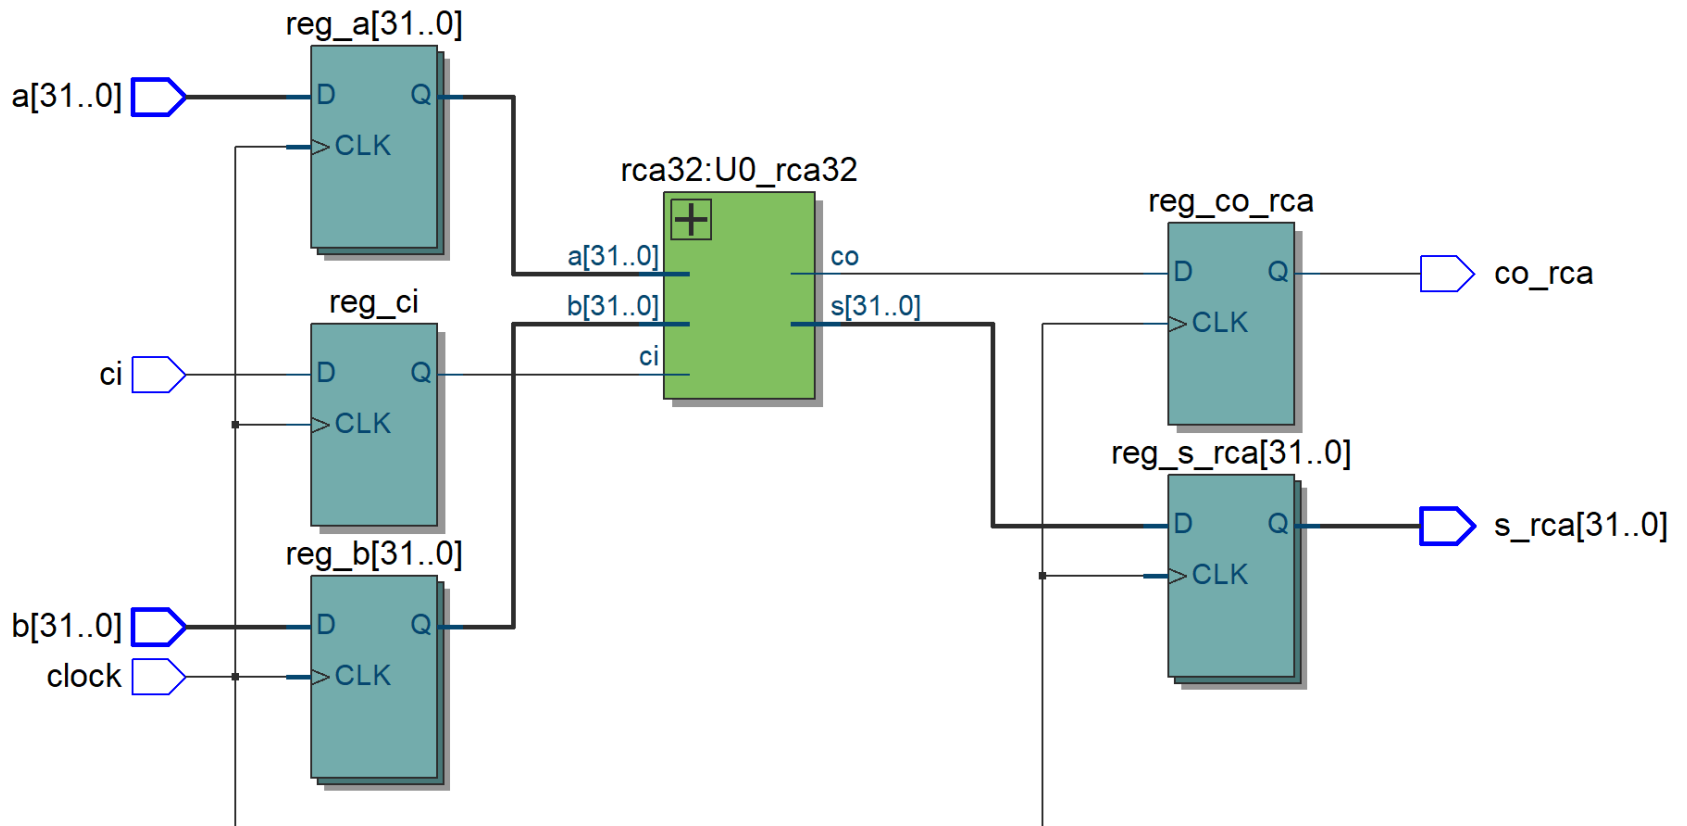 reg_a[31..0]
a[31..0]
D
Q
CLK
rca32:U0_rca32
a[31..0]
b[31..0]
ci
co
s[31..0]
reg_ci
ci
D
Q
CLK
reg_b[31..0]
b[31..0]
D
Q
clock
CLK
reg_co_rca
D
Q
CLK
co_rca
reg_s_rca[31..0]
D
Q
CLK
s_rca[31..0]